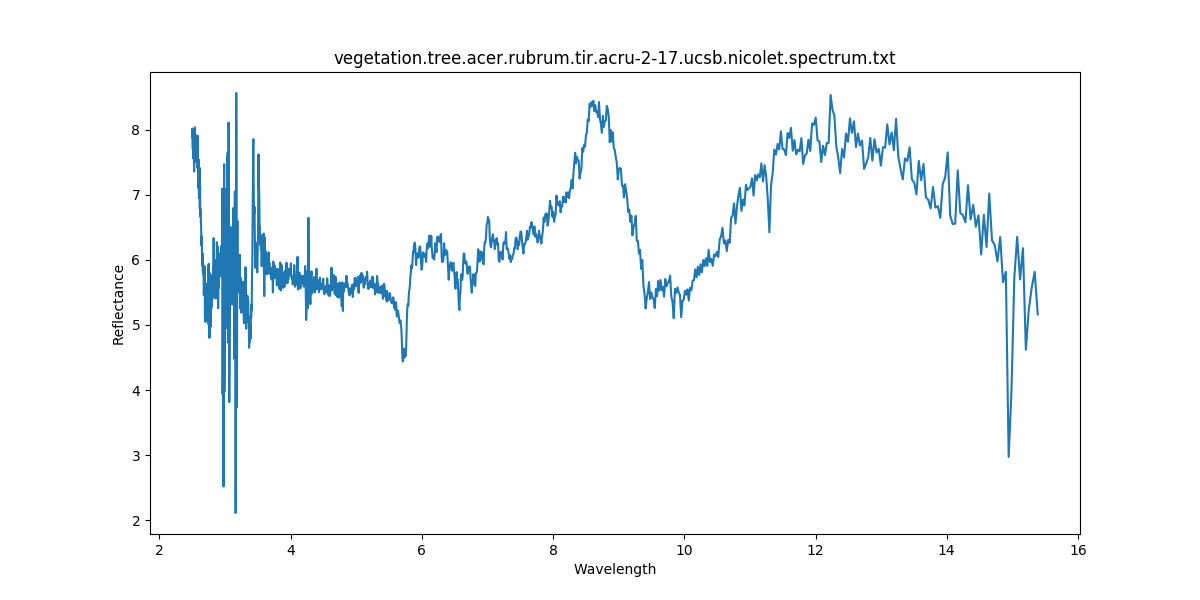 vegetation.tree.acer.rubrum.tir.acru-2-17.ucsb.nicolet.spectrum.txt
8
7
6
5
4
3
2
Reflectance
2 4 6 8 10 12 14 16
Wavelength